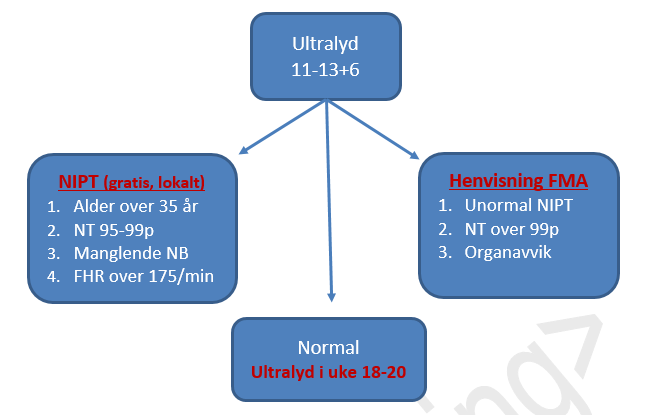 Ultralyd
11-13+6
NIPT (gratis, lokalt)
1. Alder over 35 år
2. NT 95-99p
3. Manglende NB
4. FHR over 175/min
Henvisning FMA
1. Unormal NIPT
2. NT over 99p
3. Organavvik
Normal
Ultralyd i uke 18-20